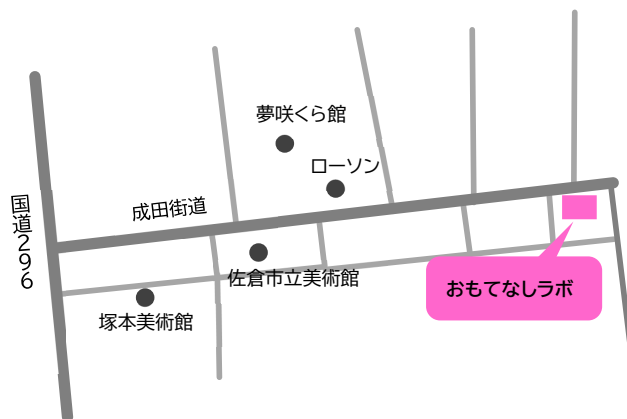 夢咲くら館
ローソン
成田街道
国道296
佐倉市立美術館
おもてなしラボ
塚本美術館